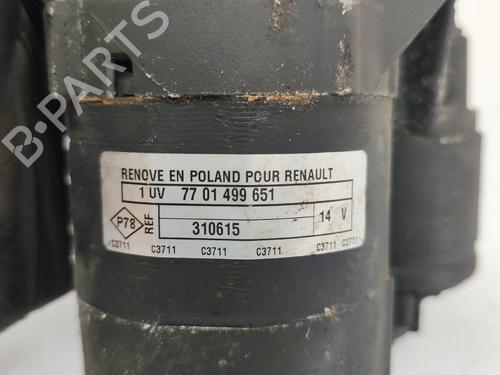 B-PARTS
RENOVE EN POLAND POUR RENAULT
1 UV 77 01 499 651
P78 REF 310615 14 V
C3711 C3711 C3711 C3711 C3711 C3711
B-PARTS